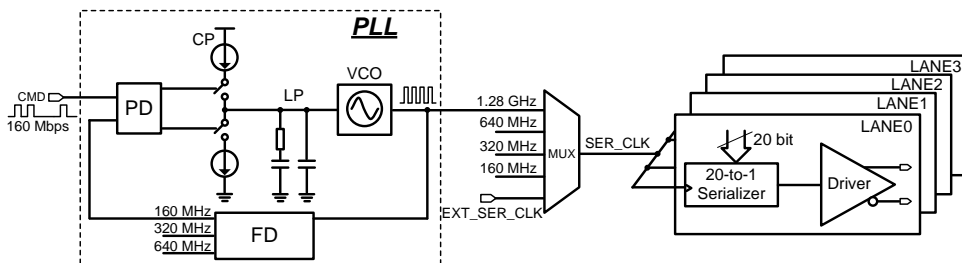 PLL
CP
VCO
CMD
160 Mbps
PD
LP
160 MHz
320 MHz
640 MHz
FD
1.28 GHz
640 MHz
320 MHz
160 MHz
EXT_SER_CLK
MUX
SER_CLK
LANE3
LANE2
LANE1
LANE0
20 bit
20-to-1
Serializer
Driver